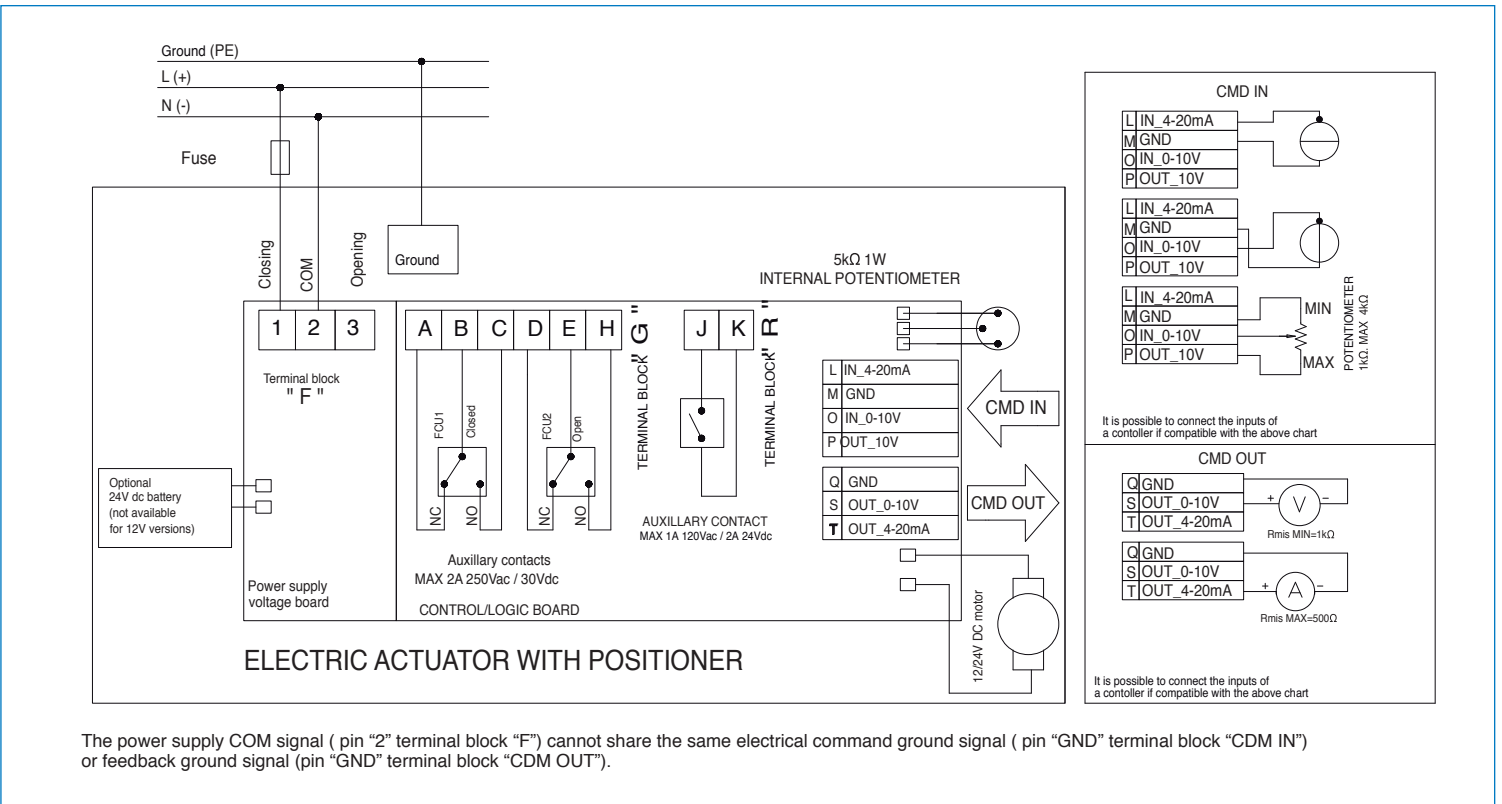 Ground (PE)
L (+)
N (-)
Fuse
Closing
COM
Opening
Ground
1 2 3
Terminal block
" F "
Optional
24V dc battery
(not available
for 12V versions)
Power supply
voltage board
A B C D E H
TERMINAL BLOCK" G "
FCU1
Closed
NC
NO
FCU2
Open
NC
NO
Auxillary contacts
MAX 2A 250Vac / 30Vdc
CONTROL/LOGIC BOARD
J K
TERMINAL BLOCK" R "
AUXILLARY CONTACT
MAX 1A 120Vac / 2A 24Vdc
5kΩ 1W
INTERNAL POTENTIOMETER
L IN_4-20mA
M GND
O IN_0-10V
P OUT_10V
CMD IN
Q GND
S OUT_0-10V
T OUT_4-20mA
CMD OUT
12/24V DC motor
ELECTRIC ACTUATOR WITH POSITIONER
CMD IN
L IN_4-20mA
M GND
O IN_0-10V
P OUT_10V
L IN_4-20mA
M GND
O IN_0-10V
P OUT_10V
L IN_4-20mA
M GND
O IN_0-10V
P OUT_10V
MIN
MAX
POTENTIOMETER
1kΩ. MAX 4kΩ
It is possible to connect the inputs of
a contoller if compatible with the above chart
CMD OUT
Q GND
S OUT_0-10V
T OUT_4-20mA
+ V −
Rmis MIN=1kΩ
Q GND
S OUT_0-10V
T OUT_4-20mA
+ A −
Rmis MAX=500Ω
It is possible to connect the inputs of
a contoller if compatible with the above chart
The power supply COM signal ( pin “2” terminal block “F”) cannot share the same electrical command ground signal ( pin “GND” terminal block “CDM IN”)
or feedback ground signal (pin “GND” terminal block “CDM OUT”).